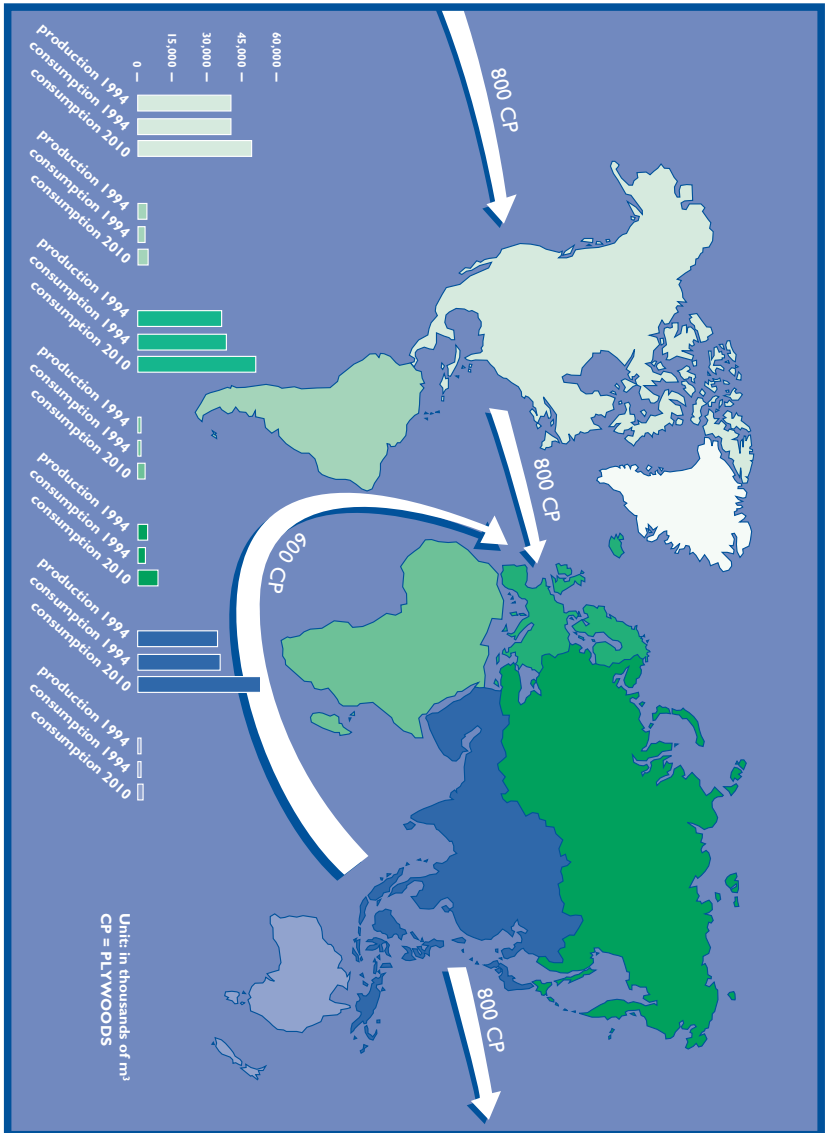 800 CP
800 CP
600 CP
800 CP
60,000
45,000
30,000
15,000
0
production 1994
consumption 1994
consumption 2010
production 1994
consumption 1994
consumption 2010
production 1994
consumption 1994
consumption 2010
production 1994
consumption 1994
consumption 2010
production 1994
consumption 1994
consumption 2010
production 1994
consumption 1994
consumption 2010
production 1994
consumption 1994
consumption 2010
Unit: in thousands of m³
CP = PLYWOODS